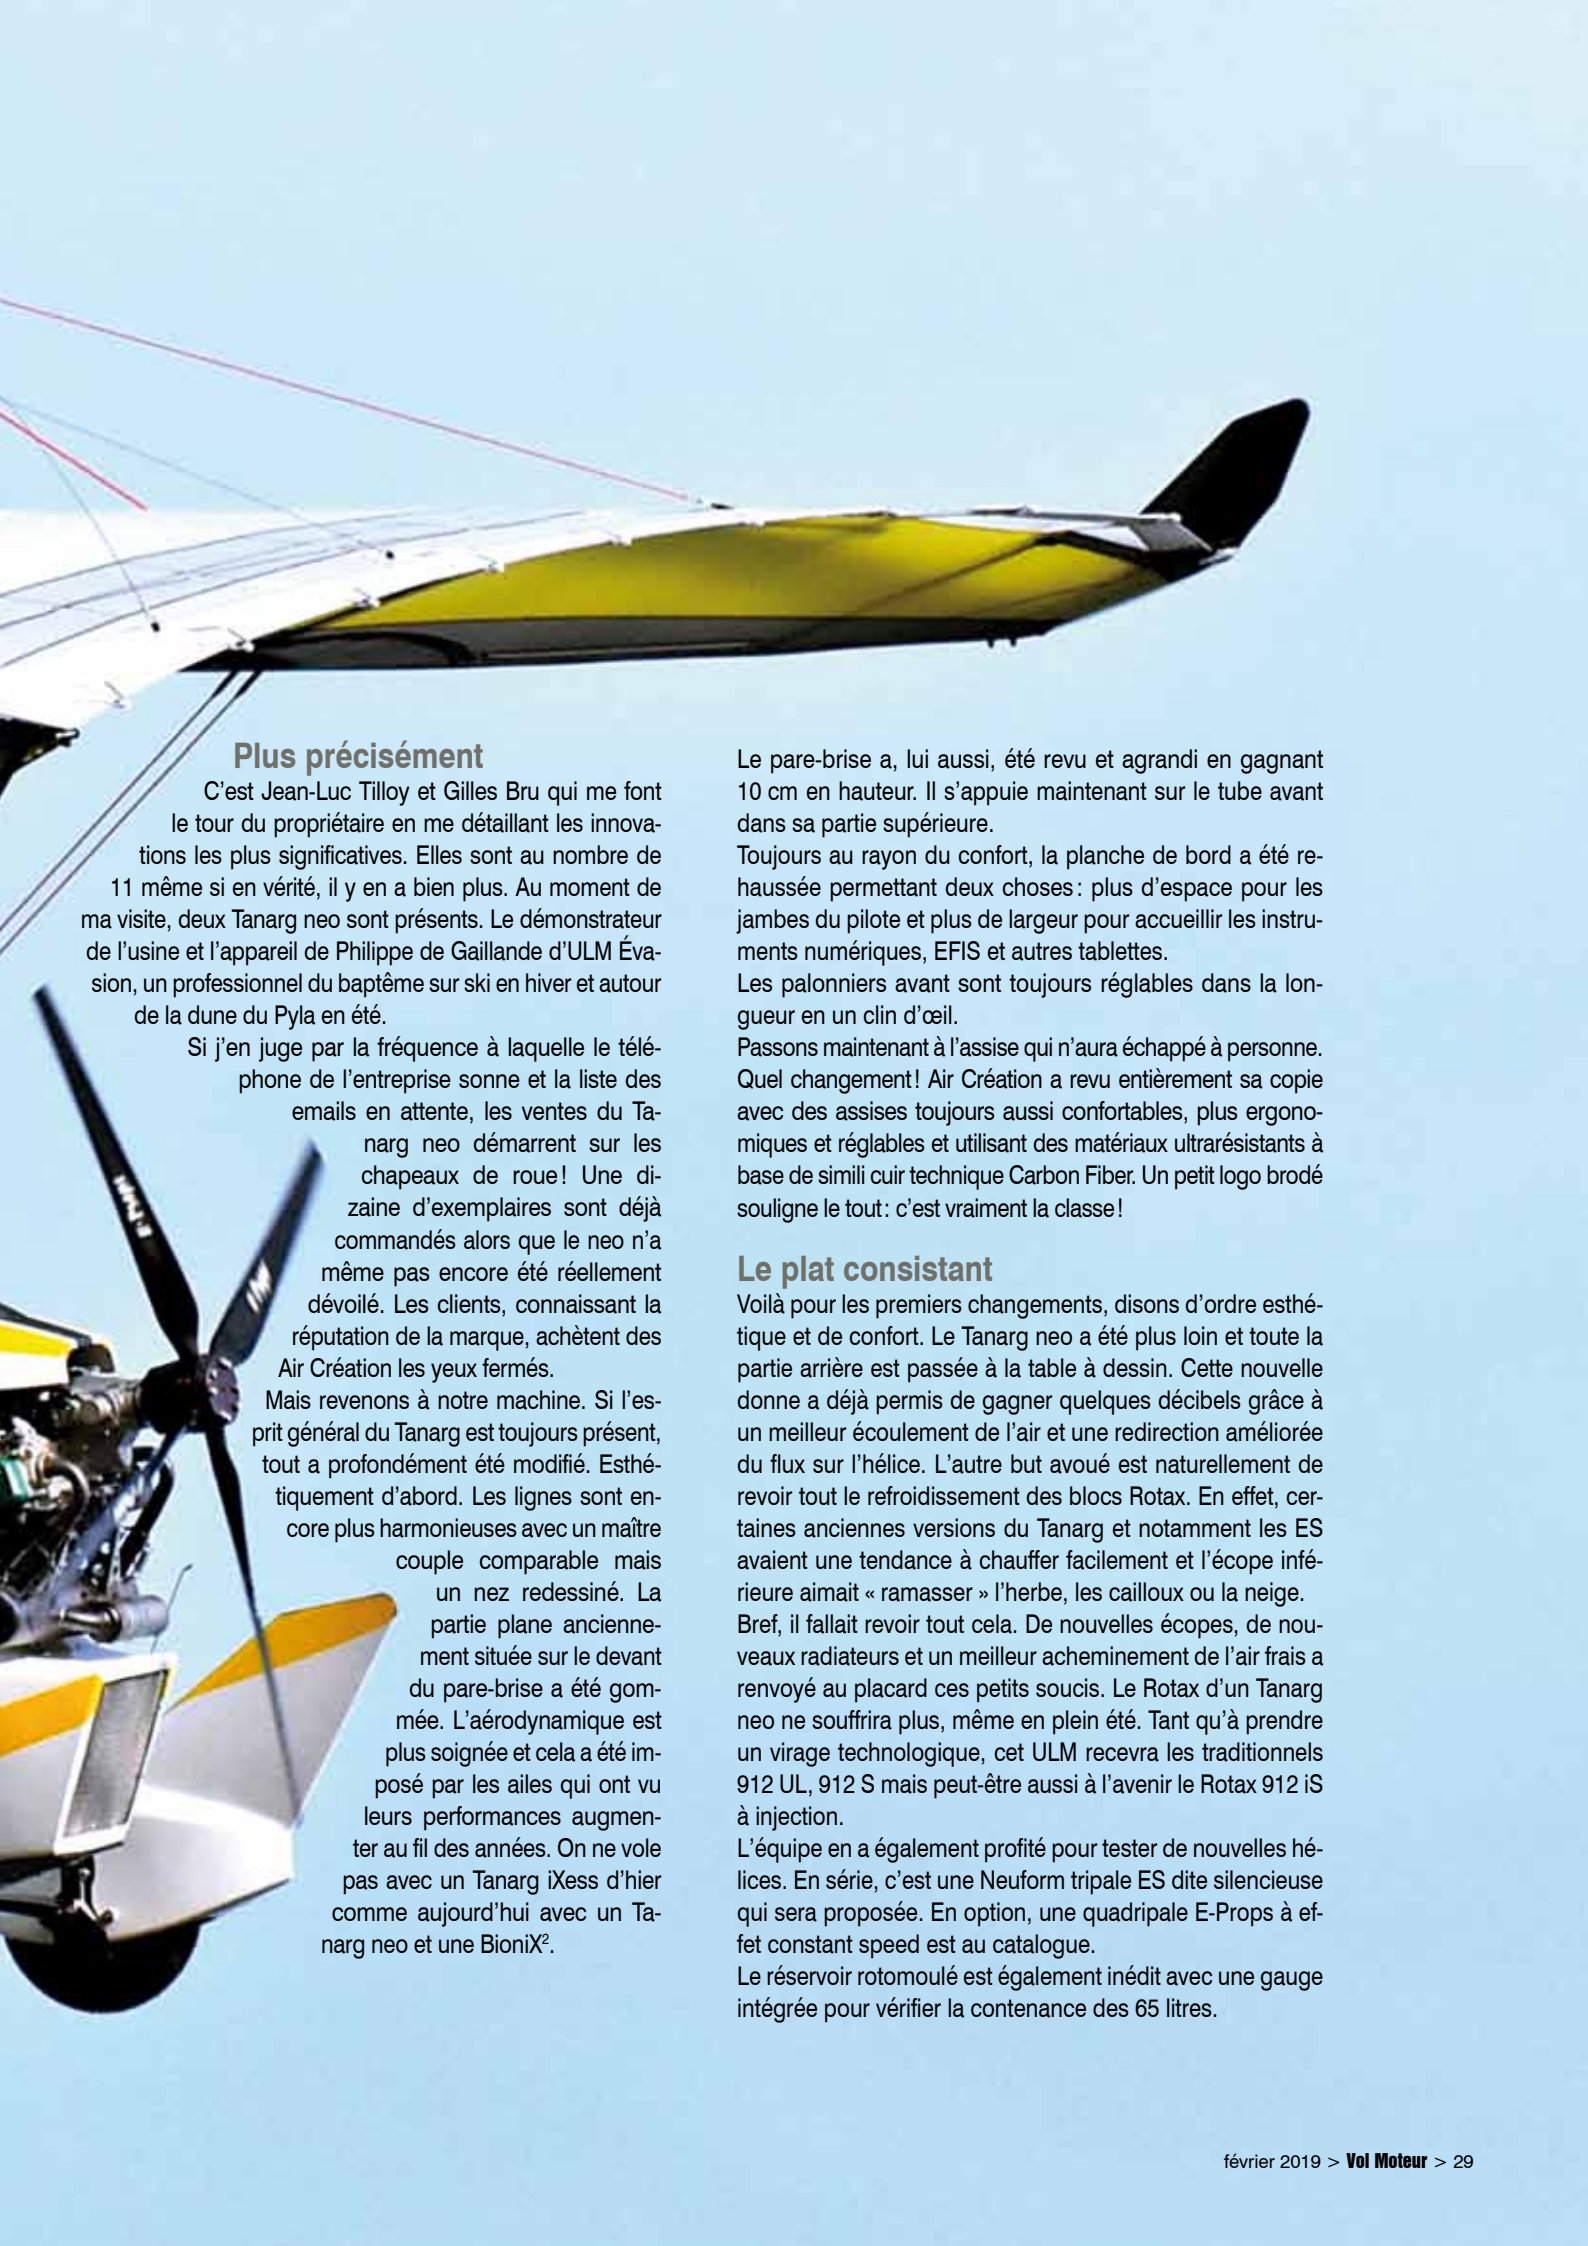 Plus précisément
C'est Jean-Luc Tilloy et Gilles Bru qui me font
le tour du propriétaire en me détaillant les innova-
tions les plus significatives. Elles sont au nombre de
11 même si en vérité, il y en a bien plus. Au moment de
ma visite, deux Tanarg neo sont présents. Le démonstrateur
de l'usine et l'appareil de Philippe de Gaillande d'ULM Éva-
sion, un professionnel du baptême sur ski en hiver et autour
de la dune du Pyla en été.
Si j'en juge par la fréquence à laquelle le télé-
phone de l'entreprise sonne et la liste des
emails en attente, les ventes du Ta-
narg neo démarrent sur les
chapeaux de roue ! Une di-
zaine d'exemplaires sont déjà
commandés alors que le neo n'a
même pas encore été réellement
dévoilé. Les clients, connaissant la
réputation de la marque, achètent des
Air Création les yeux fermés.
Mais revenons à notre machine. Si l'es-
prit général du Tanarg est toujours présent,
tout a profondément été modifié. Esthé-
tiquement d'abord. Les lignes sont en-
core plus harmonieuses avec un maître
couple comparable mais
un nez redessiné. La
partie plane ancienne-
ment située sur le devant
du pare-brise a été gom-
mée. L'aérodynamique est
plus soignée et cela a été im-
posé par les ailes qui ont vu
leurs performances augmen-
ter au fil des années. On ne vole
pas avec un Tanarg iXess d'hier
comme aujourd'hui avec un Ta-
narg neo et une BioniX².
Le pare-brise a, lui aussi, été revu et agrandi en gagnant
10 cm en hauteur. Il s'appuie maintenant sur le tube avant
dans sa partie supérieure.
Toujours au rayon du confort, la planche de bord a été re-
haussée permettant deux choses : plus d'espace pour les
jambes du pilote et plus de largeur pour accueillir les instru-
ments numériques, EFIS et autres tablettes.
Les palonniers avant sont toujours réglables dans la lon-
gueur en un clin d'œil.
Passons maintenant à l'assise qui n'aura échappé à personne.
Quel changement ! Air Création a revu entièrement sa copie
avec des assises toujours aussi confortables, plus ergono-
miques et réglables et utilisant des matériaux ultrarésistants à
base de simili cuir technique Carbon Fiber. Un petit logo brodé
souligne le tout : c'est vraiment la classe !
Le plat consistant
Voilà pour les premiers changements, disons d'ordre esthé-
tique et de confort. Le Tanarg neo a été plus loin et toute la
partie arrière est passée à la table à dessin. Cette nouvelle
donne a déjà permis de gagner quelques décibels grâce à
un meilleur écoulement de l'air et une redirection améliorée
du flux sur l'hélice. L'autre but avoué est naturellement de
revoir tout le refroidissement des blocs Rotax. En effet, cer-
taines anciennes versions du Tanarg et notamment les ES
avaient une tendance à chauffer facilement et l'écope infé-
rieure aimait « ramasser » l'herbe, les cailloux ou la neige.
Bref, il fallait revoir tout cela. De nouvelles écopes, de nou-
veaux radiateurs et un meilleur acheminement de l'air frais a
renvoyé au placard ces petits soucis. Le Rotax d'un Tanarg
neo ne souffrira plus, même en plein été. Tant qu'à prendre
un virage technologique, cet ULM recevra les traditionnels
912 UL, 912 S mais peut-être aussi à l'avenir le Rotax 912 iS
à injection.
L'équipe en a également profité pour tester de nouvelles hé-
lices. En série, c'est une Neuform tripale ES dite silencieuse
qui sera proposée. En option, une quadripale E-Props à ef-
fet constant speed est au catalogue.
Le réservoir rotomoulé est également inédit avec une gauge
intégrée pour vérifier la contenance des 65 litres.
février 2019 > Vol Moteur > 29